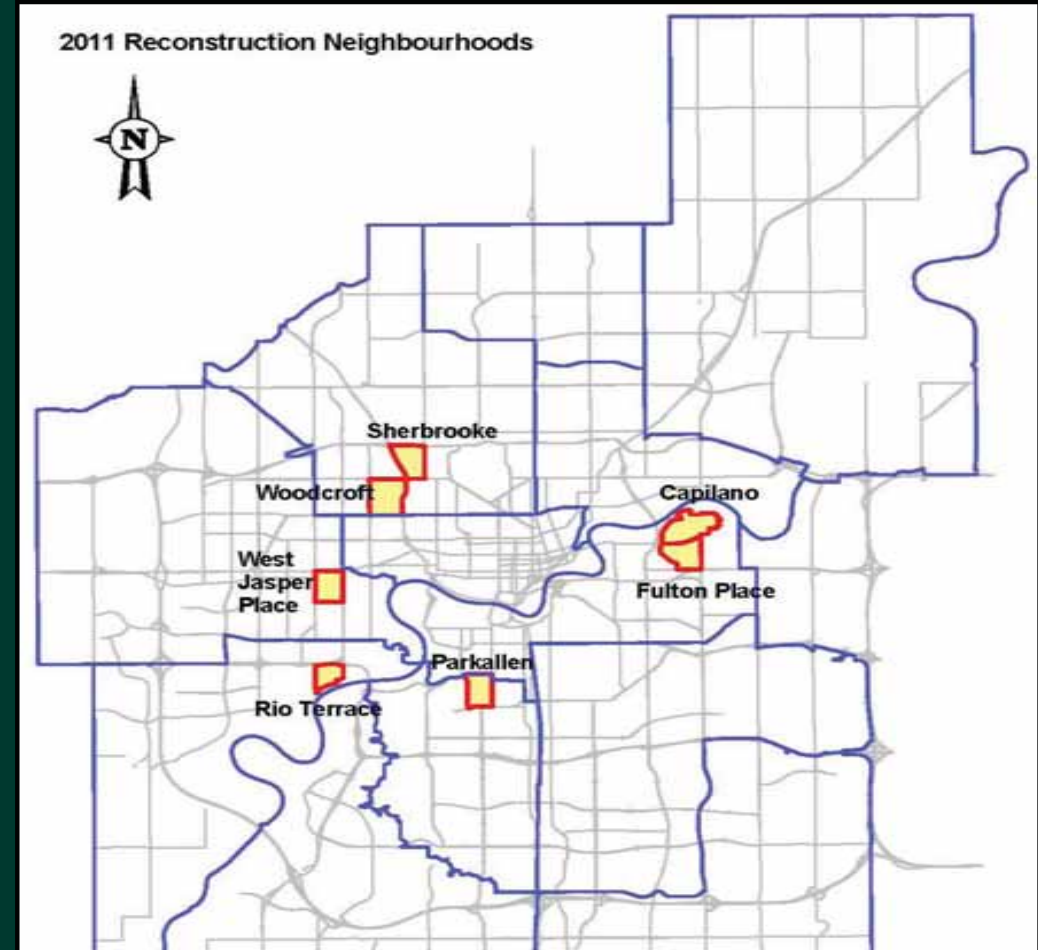 2011 Reconstruction Neighbourhoods
N
Sherbrooke
Woodcroft
Capilano
West
Jasper
Place
Fulton Place
Parkallen
Rio Terrace